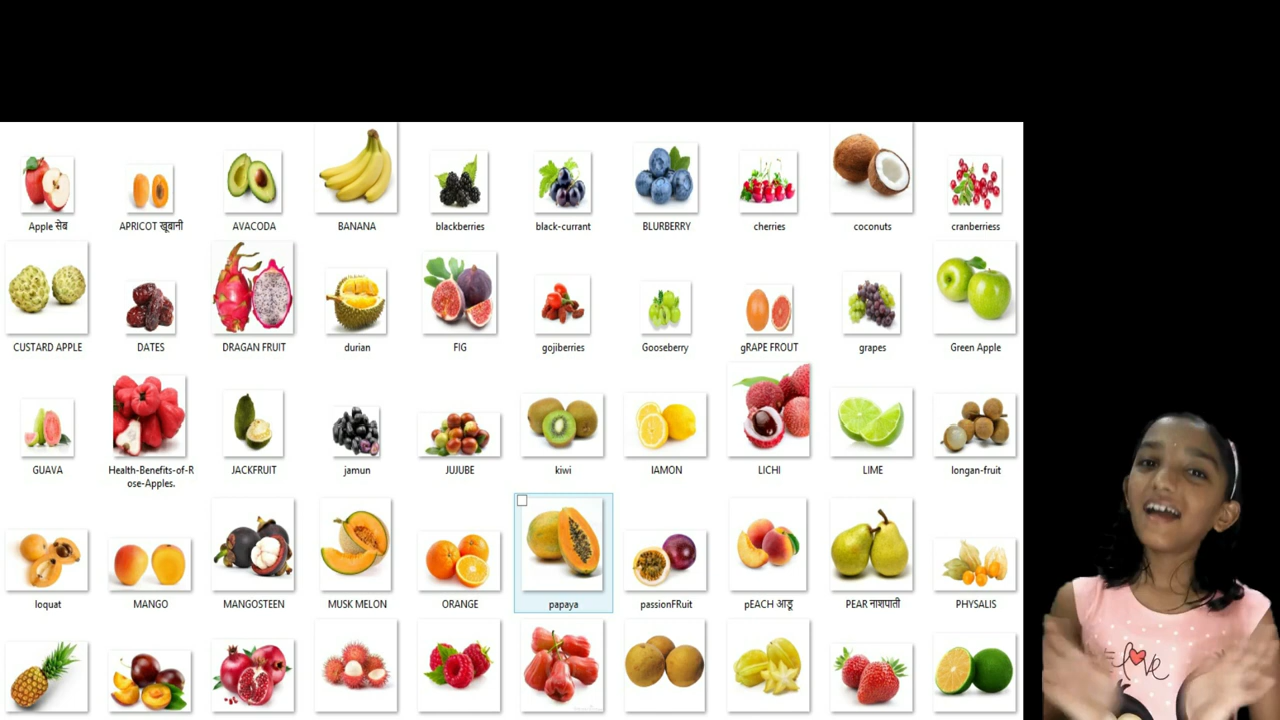 Apple सेब
APRICOT खूबानी
AVACODA
BANANA
blackberries
black-currant
BLURBERRY
cherries
coconuts
cranberriess
CUSTARD APPLE
DATES
DRAGAN FRUIT
durian
FIG
gojiberries
Gooseberry
gRAPE FROUT
grapes
Green Apple
GUAVA
Health-Benefits-of-R
ose-Apples.
JACKFRUIT
jamun
JUJUBE
kiwi
lAMON
LICHI
LIME
longan-fruit
loquat
MANGO
MANGOSTEEN
MUSK MELON
ORANGE
papaya
passionFRuit
pEACH आडू
PEAR नाशपाती
PHYSALIS
love